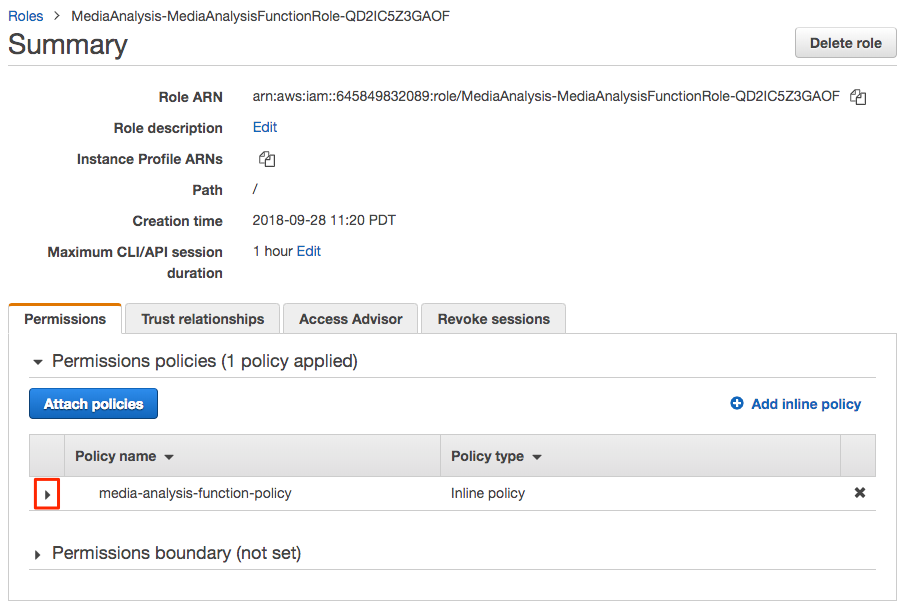 Roles > MediaAnalysis-MediaAnalysisFunctionRole-QD2IC5Z3GAOF
Summary
Delete role
Role ARN arn:aws:iam::645849832089:role/MediaAnalysis-MediaAnalysisFunctionRole-QD2IC5Z3GAOF
Role description Edit
Instance Profile ARNs
Path /
Creation time 2018-09-28 11:20 PDT
Maximum CLI/API session 1 hour Edit
duration
Permissions Trust relationships Access Advisor Revoke sessions
Permissions policies (1 policy applied)
Attach policies Add inline policy
Policy name Policy type
media-analysis-function-policy Inline policy
Permissions boundary (not set)